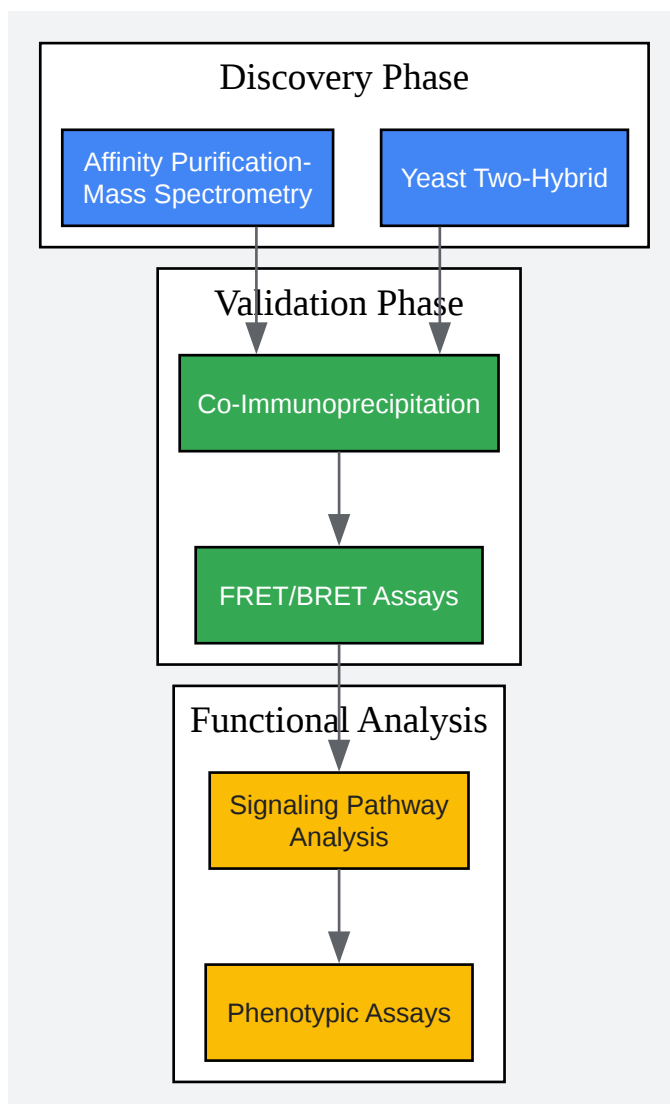 Discovery Phase
Affinity Purification-
Mass Spectrometry
Yeast Two-Hybrid
Validation Phase
Co-Immunoprecipitation
FRET/BRET Assays
Functional Analysis
Signaling Pathway
Analysis
Phenotypic Assays